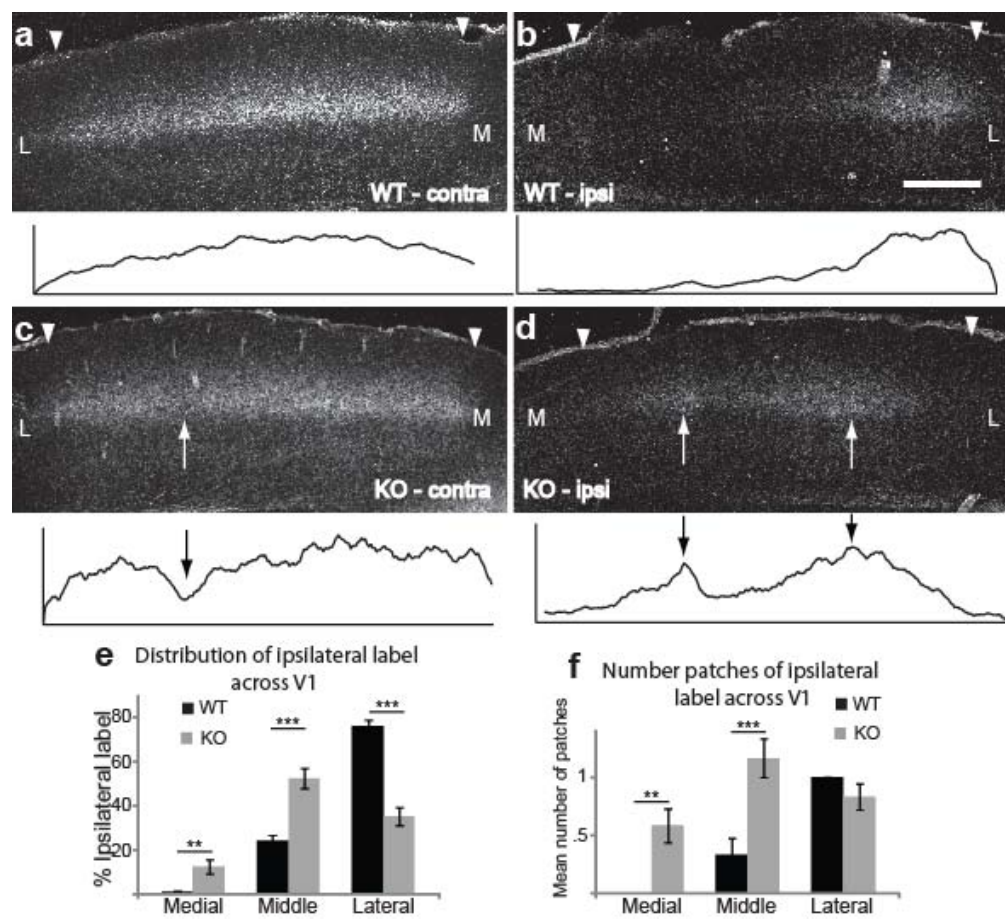 a
L
M
WT - contra
b
M
L
WT - ipsi
c
L
M
KO - contra
d
M
L
KO - ipsi
e Distribution of ipsilateral label
across V1
WT
KO
% Ipsilateral label
80
60
40
20
**
***
***
Medial Middle Lateral
f Number patches of ipsilateral
label across V1
WT
KO
Mean number of patches
1
.5
**
***
Medial Middle Lateral